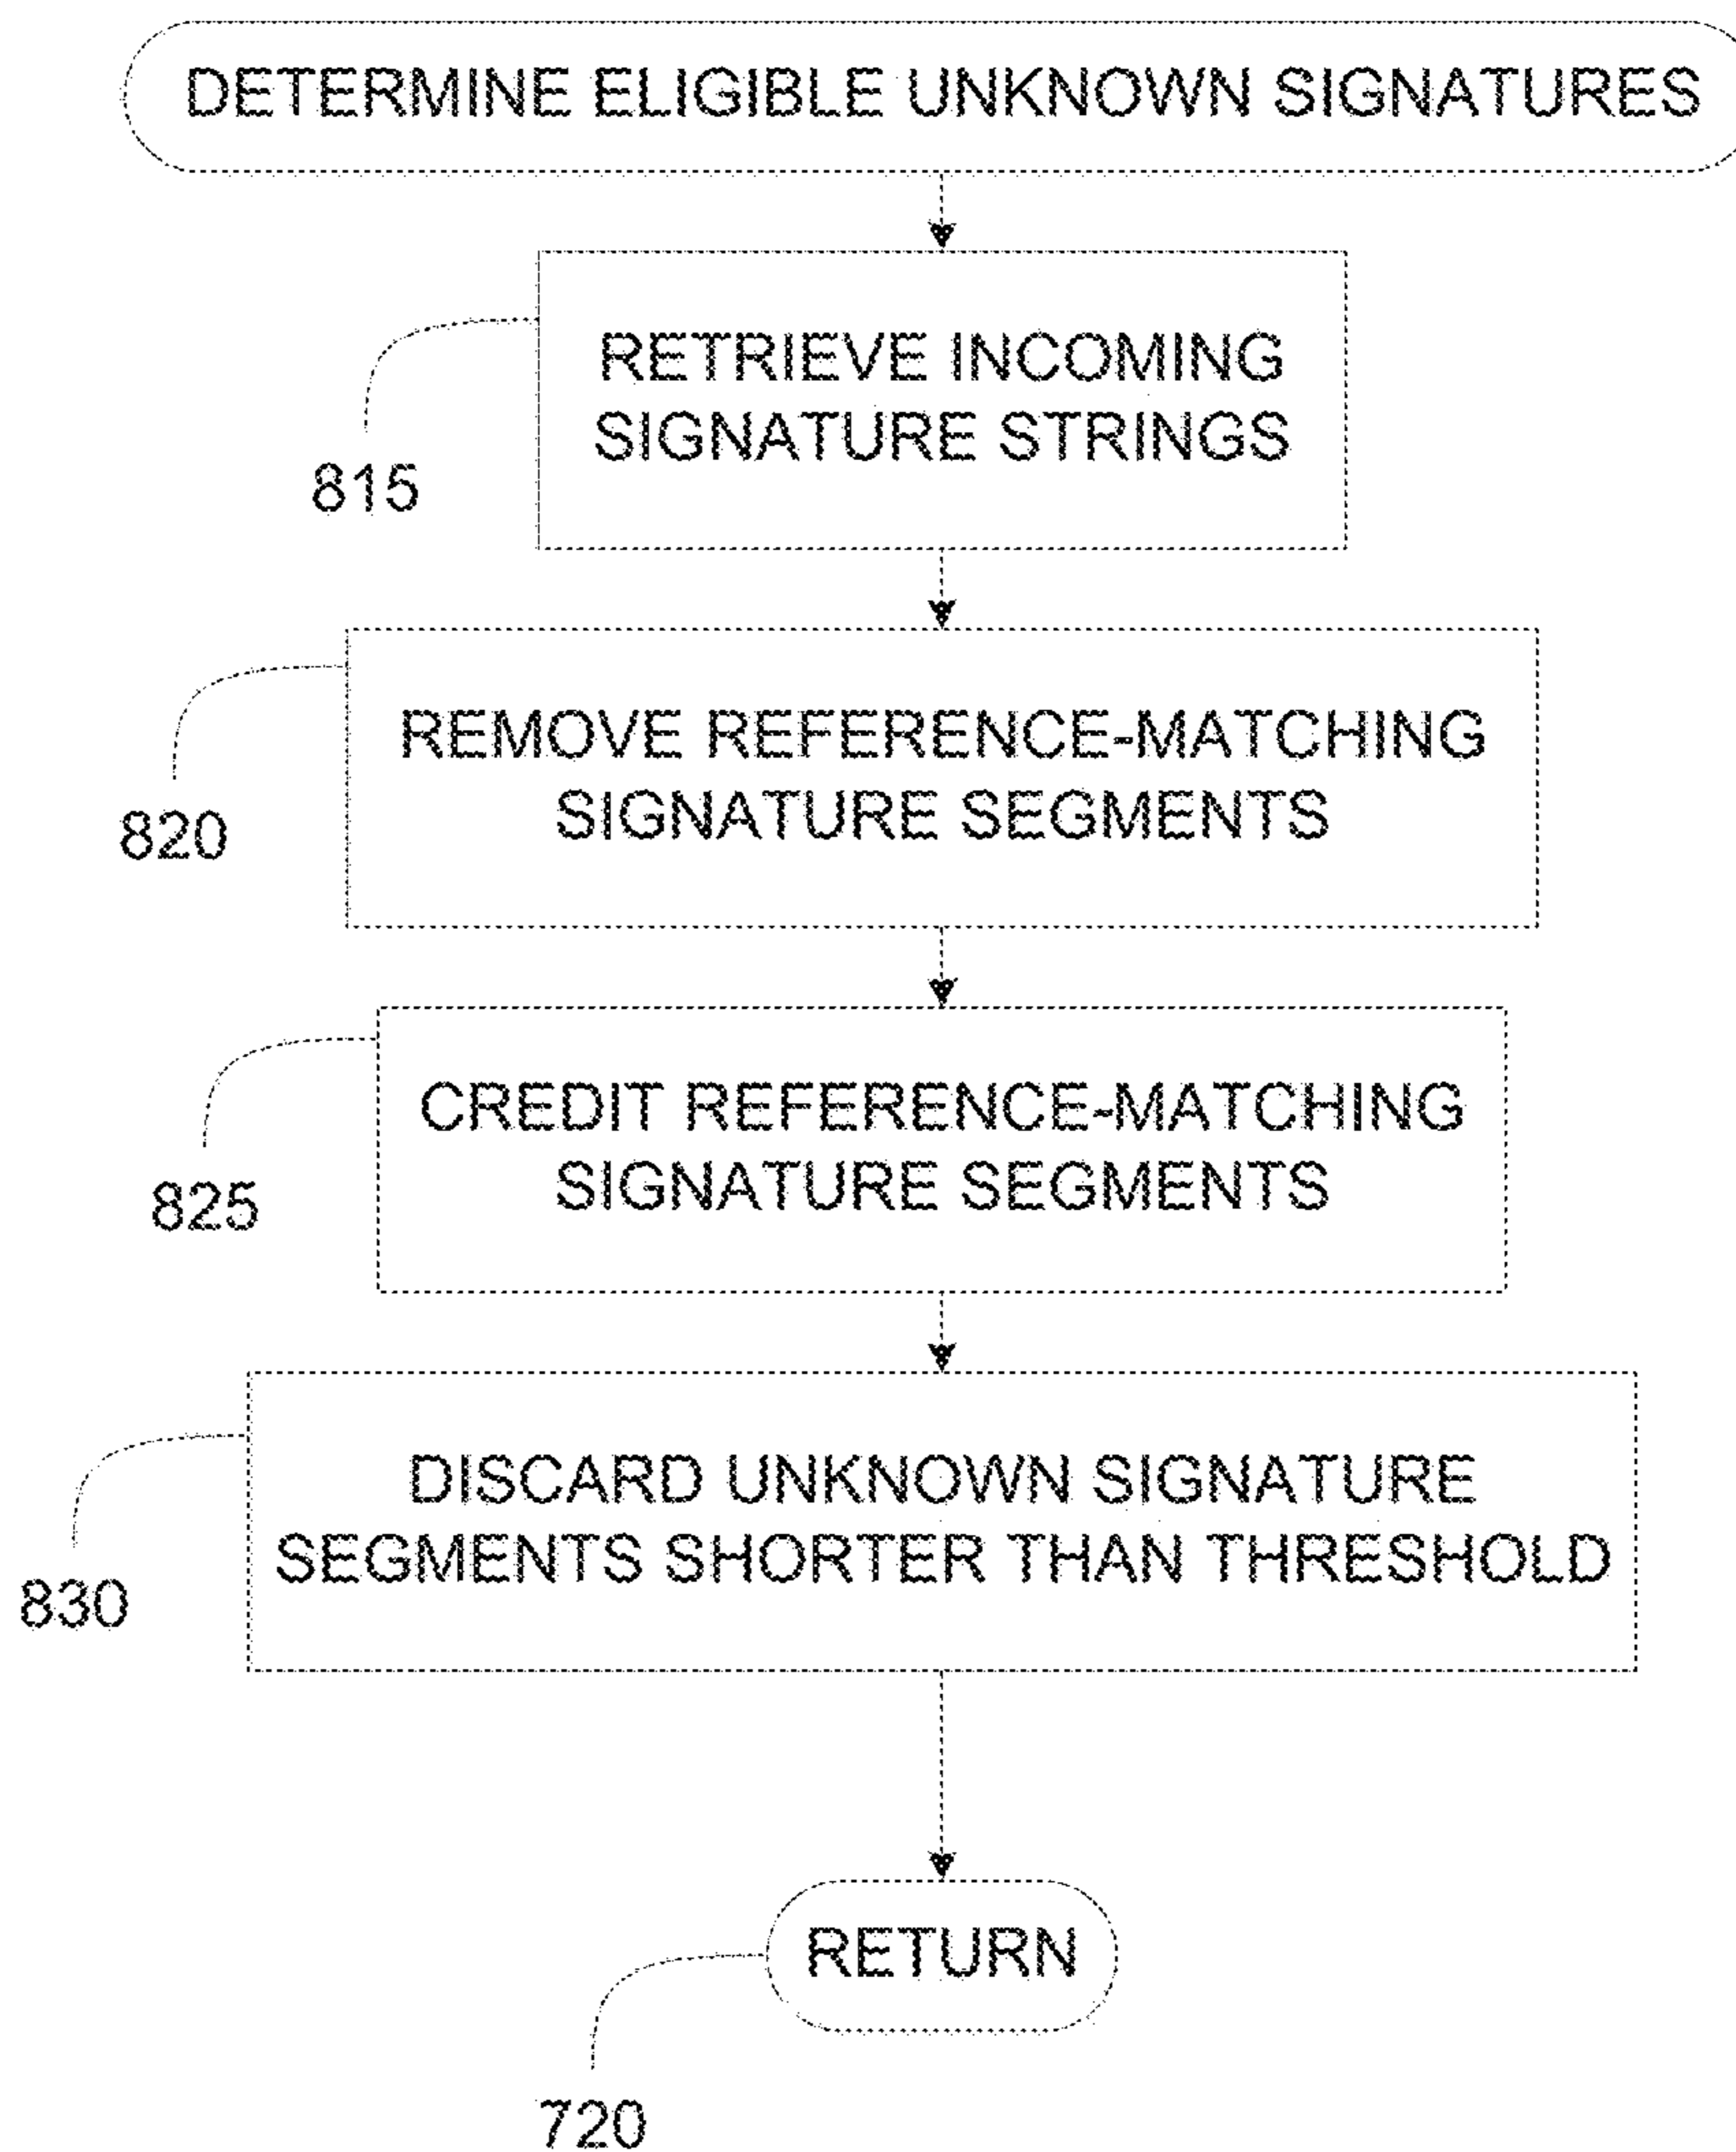 DETERMINE ELIGIBLE UNKNOWN SIGNATURES
RETRIEVE INCOMING
SIGNATURE STRINGS
815
REMOVE REFERENCE-MATCHING
SIGNATURE SEGMENTS
820
CREDIT REFERENCE-MATCHING
SIGNATURE SEGMENTS
825
DISCARD UNKNOWN SIGNATURE
SEGMENTS SHORTER THAN THRESHOLD
830
RETURN
720